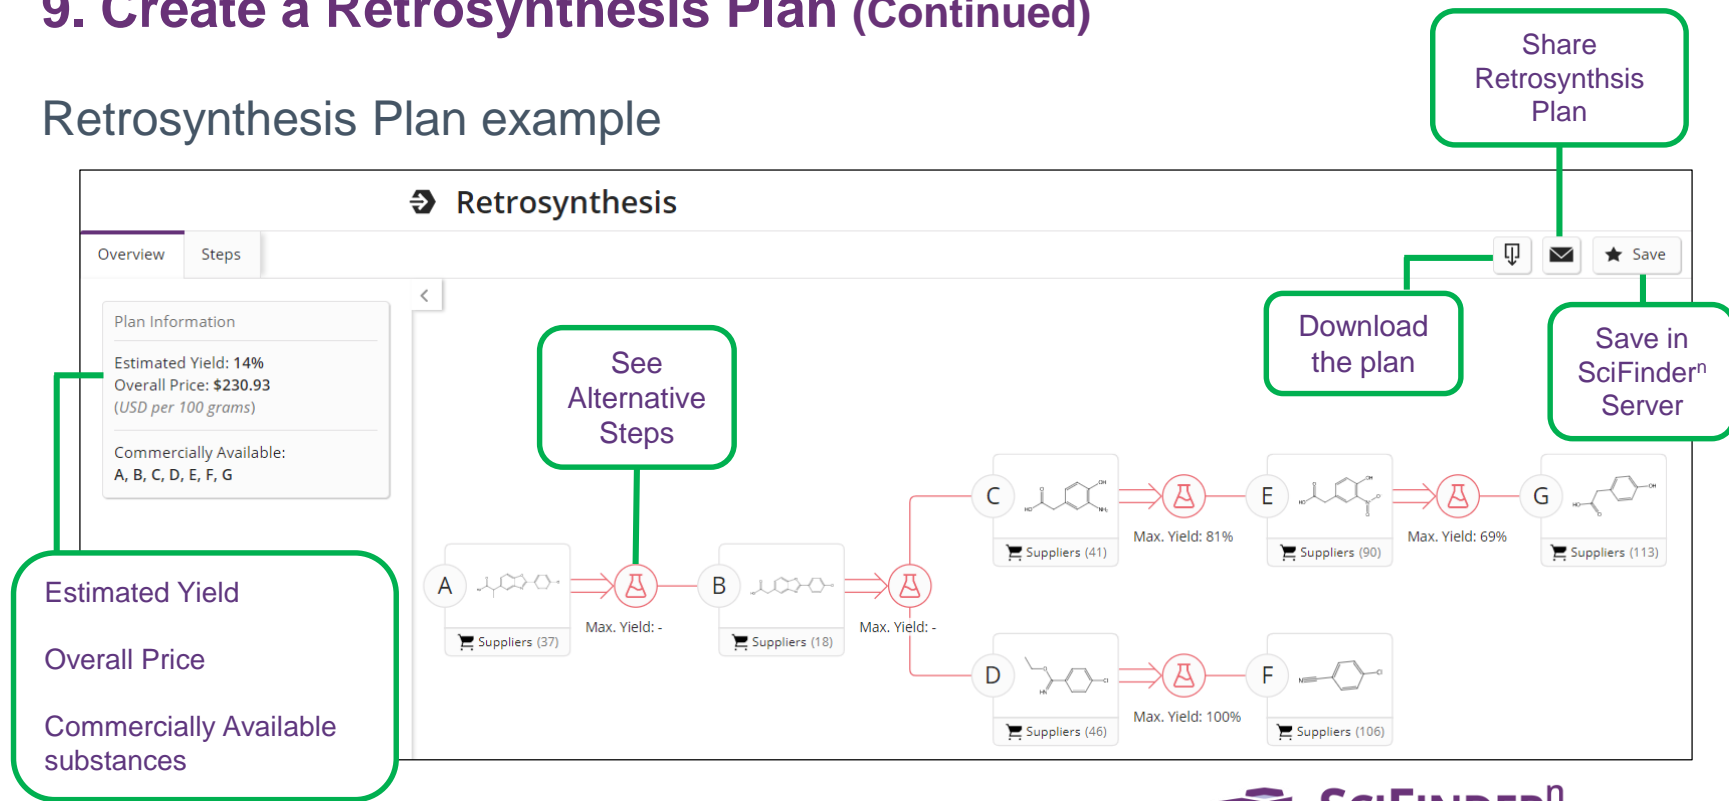 9. Create a Retrosynthesis Plan (Continued)
Share
Retrosynthsis
Plan
Retrosynthesis Plan example
Retrosynthesis
Overview
Steps
Save
Plan Information
Estimated Yield: 14%
Overall Price: $230.93
(USD per 100 grams)
Commercially Available:
A, B, C, D, E, F, G
See
Alternative
Steps
Download
the plan
Save in
SciFinderⁿ
Server
A
Suppliers (37)
Max. Yield: -
B
Suppliers (18)
Max. Yield: -
C
Suppliers (41)
Max. Yield: 81%
E
Suppliers (90)
Max. Yield: 69%
G
Suppliers (113)
D
Suppliers (46)
Max. Yield: 100%
F
Suppliers (106)
Estimated Yield
Overall Price
Commercially Available
substances
SCIFINDERⁿ